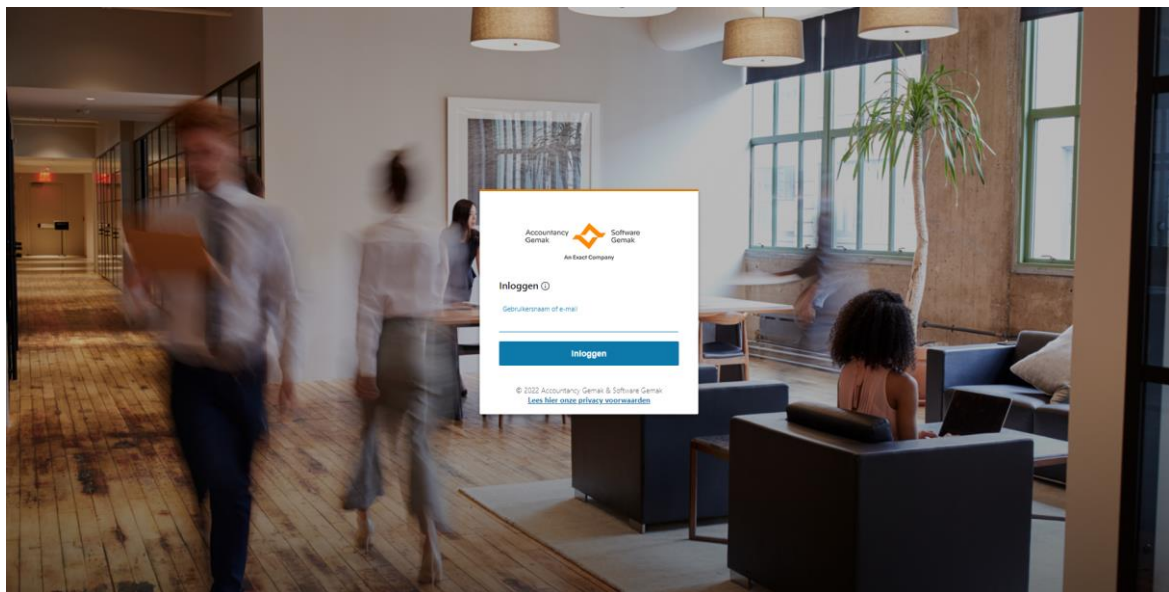 Accountancy
Gemak
Software
Gemak
An Exact Company
Inloggen
Gebruikersnaam of e-mail
Inloggen
© 2022 Accountancy Gemak & Software Gemak
Lees hier onze privacy voorwaarden